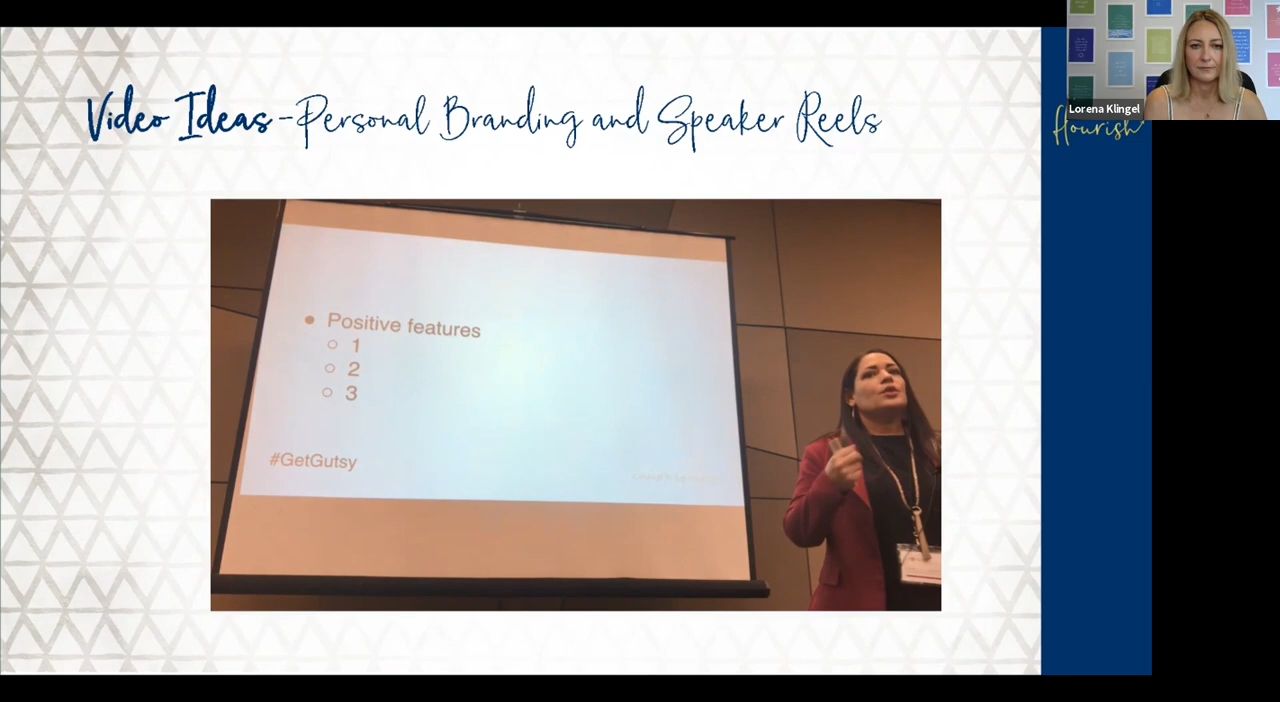 Video Ideas - Personal Branding and Speaker Reels
Lorena Klingel
flourish
• Positive features
○ 1
○ 2
○ 3
#GetGutsy